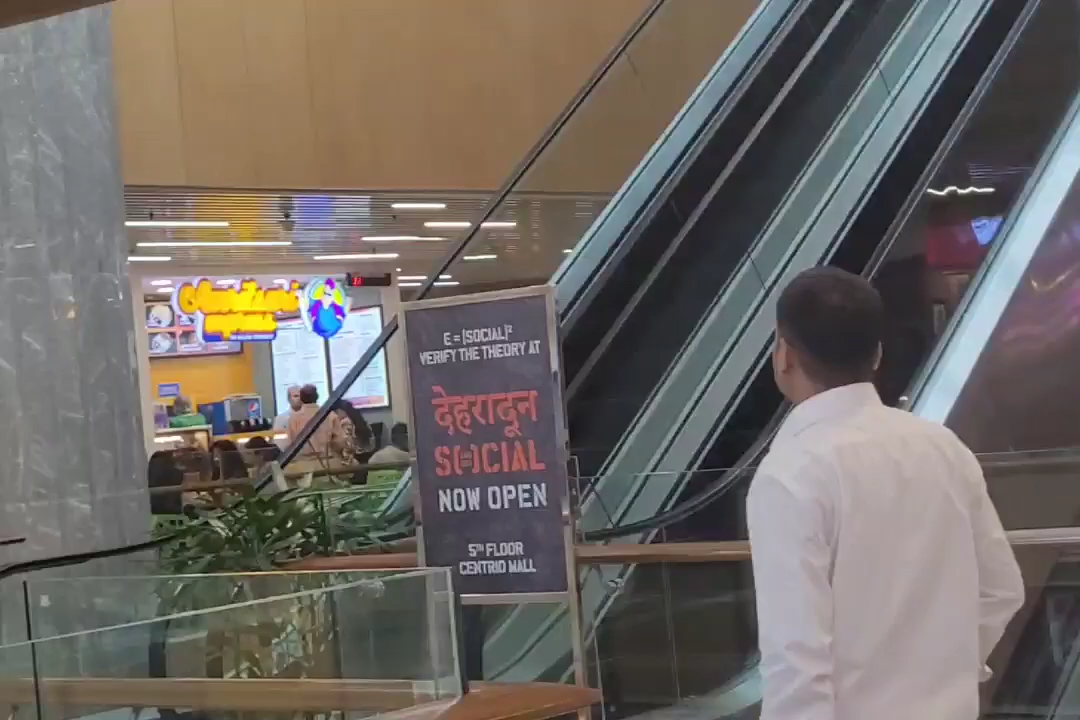 E = (SOCIAL)²
VERIFY THE THEORY AT
देहरादून
SOCIAL
NOW OPEN
5TH FLOOR
CENTRIO MALL